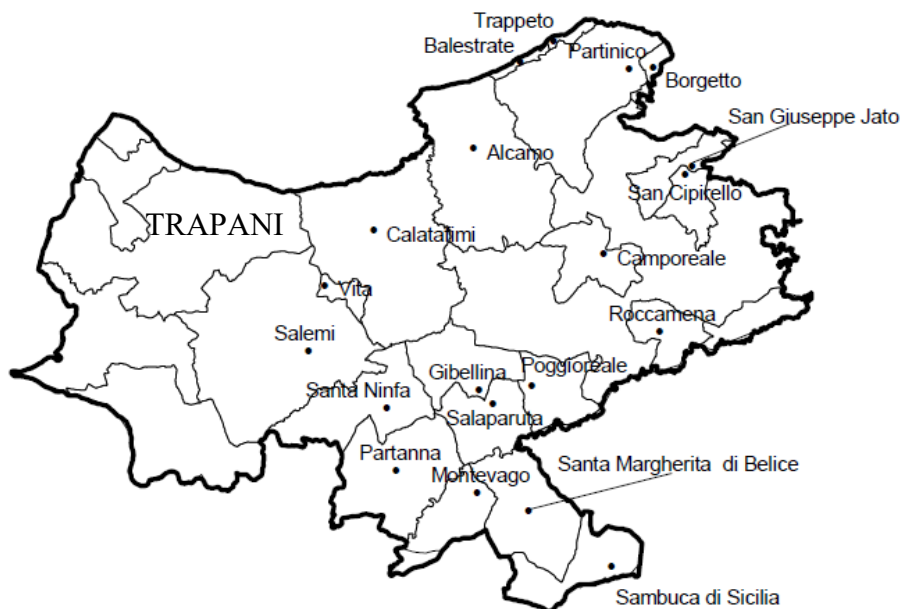 Trappeto
Balestrate
Partinico
Borgetto
San Giuseppe Jato
Alcamo
San Cipirello
TRAPANI
Calatafimi
Camporeale
Vita
Roccamena
Salemi
Gibellina
Poggioreale
Santa Ninfa
Salaparuta
Partanna
Santa Margherita di Belice
Montevago
Sambuca di Sicilia